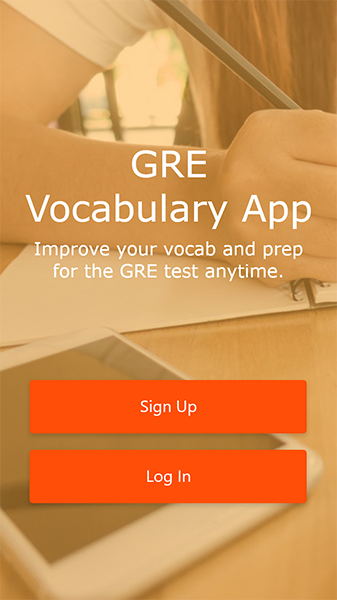 GRE
Vocabulary App
Improve your vocab and prep
for the GRE test anytime.
Sign Up
Log In